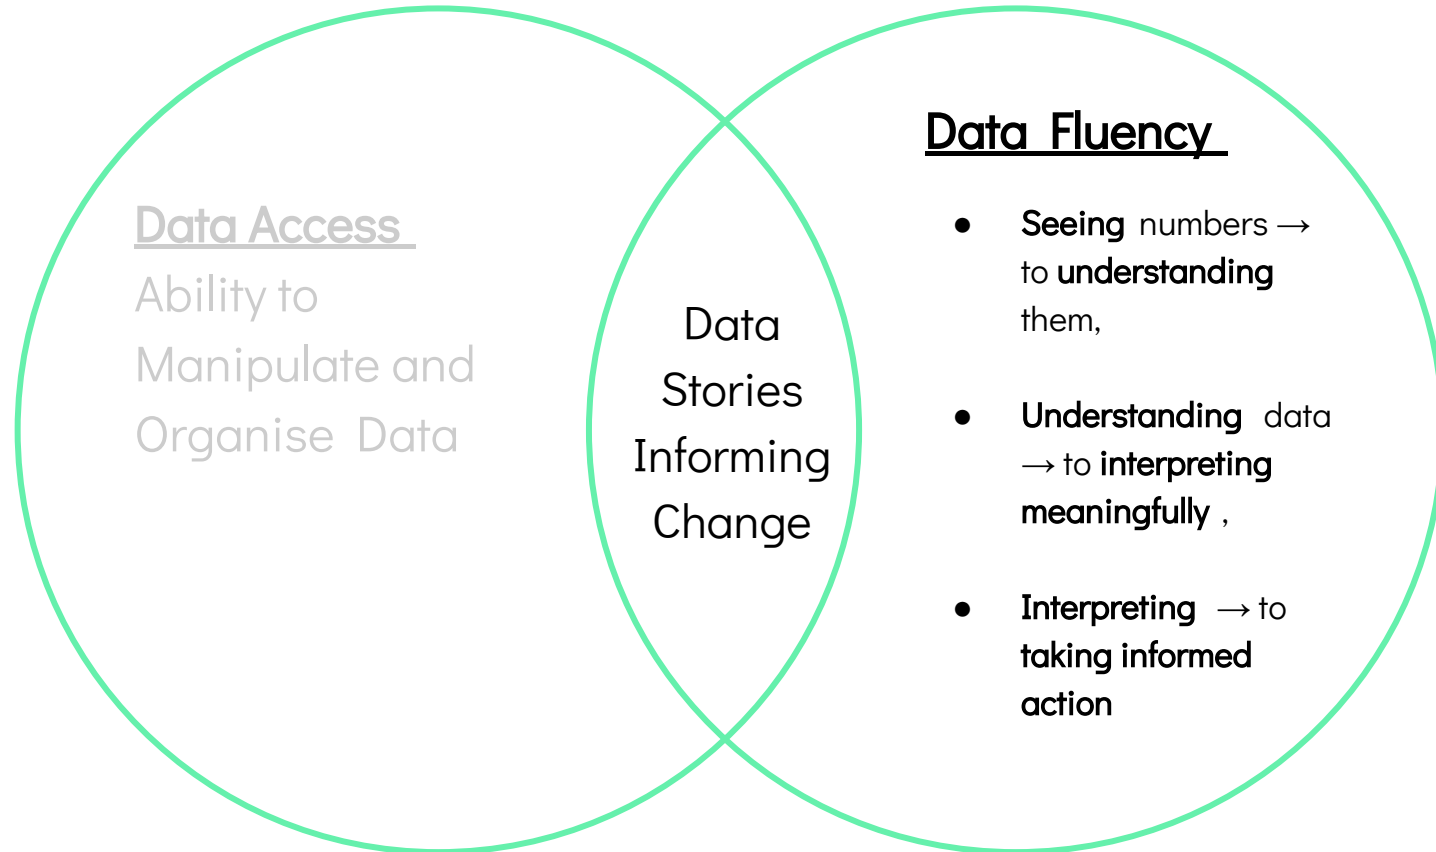 Data Access
Ability to
Manipulate and
Organise Data
Data
Stories
Informing
Change
Data Fluency
● Seeing numbers →
to understanding
them,
● Understanding data
→ to interpreting
meaningfully ,
● Interpreting → to
taking informed
action